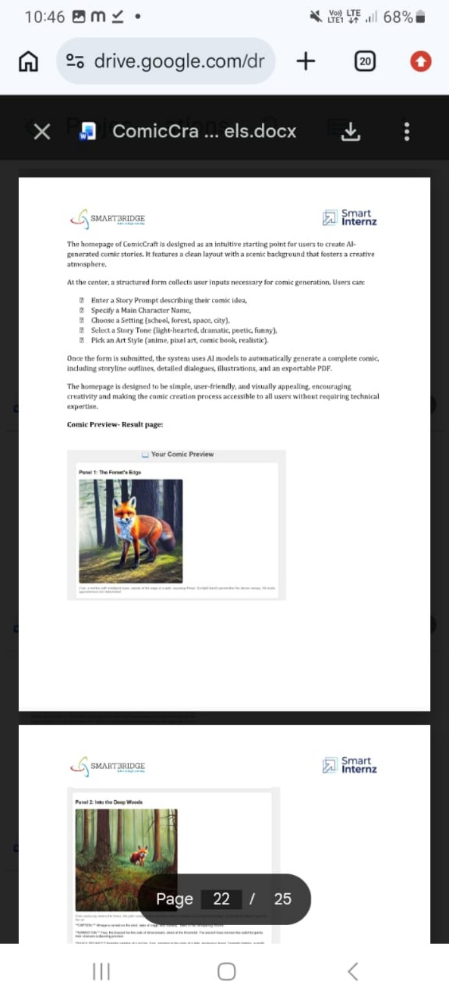 10:46
Vo) LTE
LTE1
68%
drive.google.com/dr
20
ComicCra ... els.docx
SMARTBRIDGE
Smart
Internz
The homepage of ComicCraft is designed as an intuitive starting point for users to create AI-
generated comic stories. It features a clean layout with a scenic background that fosters a creative
atmosphere.
At the center, a structured form collects user inputs necessary for comic generation. Users can:
Enter a Story Prompt describing their comic idea,
Specify a Main Character Name,
Choose a Setting (school, forest, space, city),
Select a Story Tone (light-hearted, dramatic, poetic, funny),
Pick an Art Style (anime, pixel art, comic book, realistic).
Once the form is submitted, the system uses AI models to automatically generate a complete comic,
including storyline outlines, detailed dialogues, illustrations, and an exportable PDF.
The homepage is designed to be simple, user-friendly, and visually appealing, encouraging
creativity and making the comic creation process accessible to all users without requiring technical
expertise.
Comic Preview- Result page:
Your Comic Preview
Panel 1: The Forest's Edge
SMARTBRIDGE
Smart
Internz
Panel 2: Into the Deep Woods
Page 22 / 25